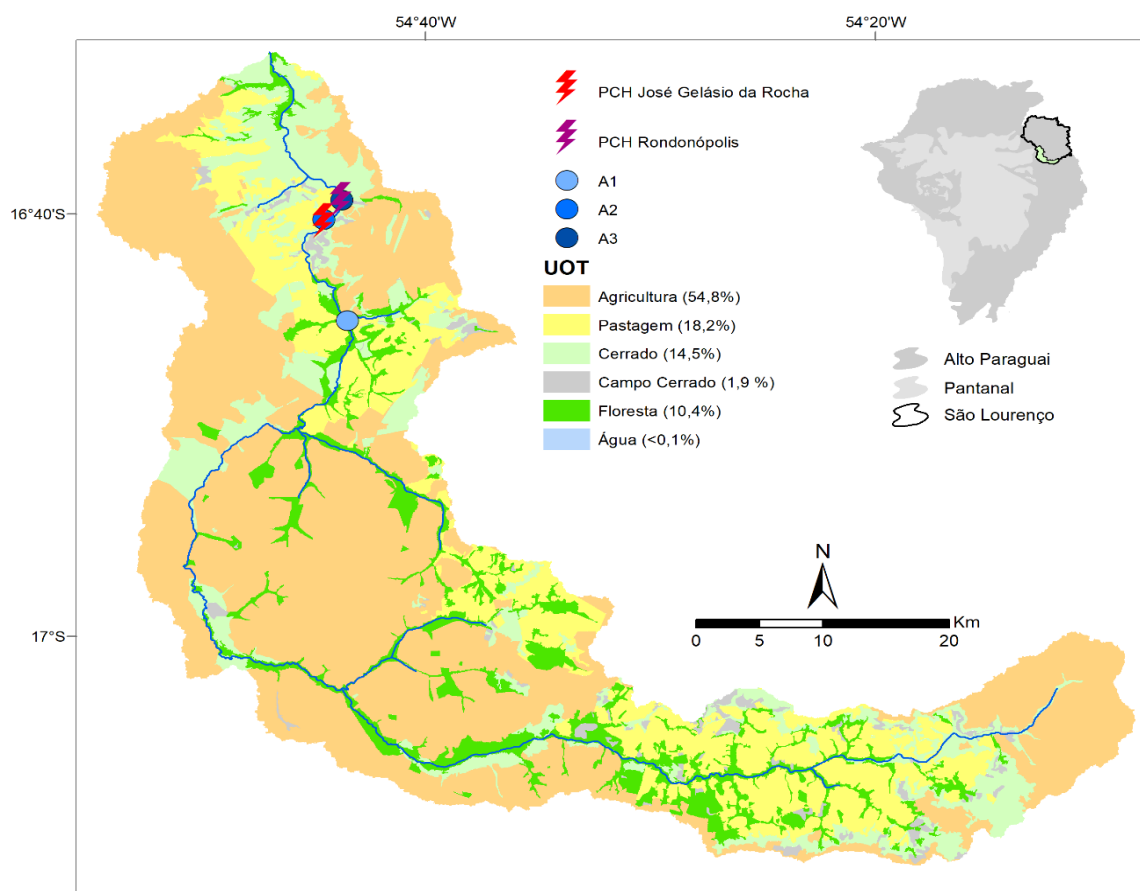 54°40'W
54°20'W
16°40'S
17°S
PCH José Gelásio da Rocha
PCH Rondonópolis
A1
A2
A3
UOT
Agricultura (54,8%)
Pastagem (18,2%)
Cerrado (14,5%)
Campo Cerrado (1,9 %)
Floresta (10,4%)
Água (<0,1%)
Alto Paraguai
Pantanal
São Lourenço
N
Km
0 5 10 20